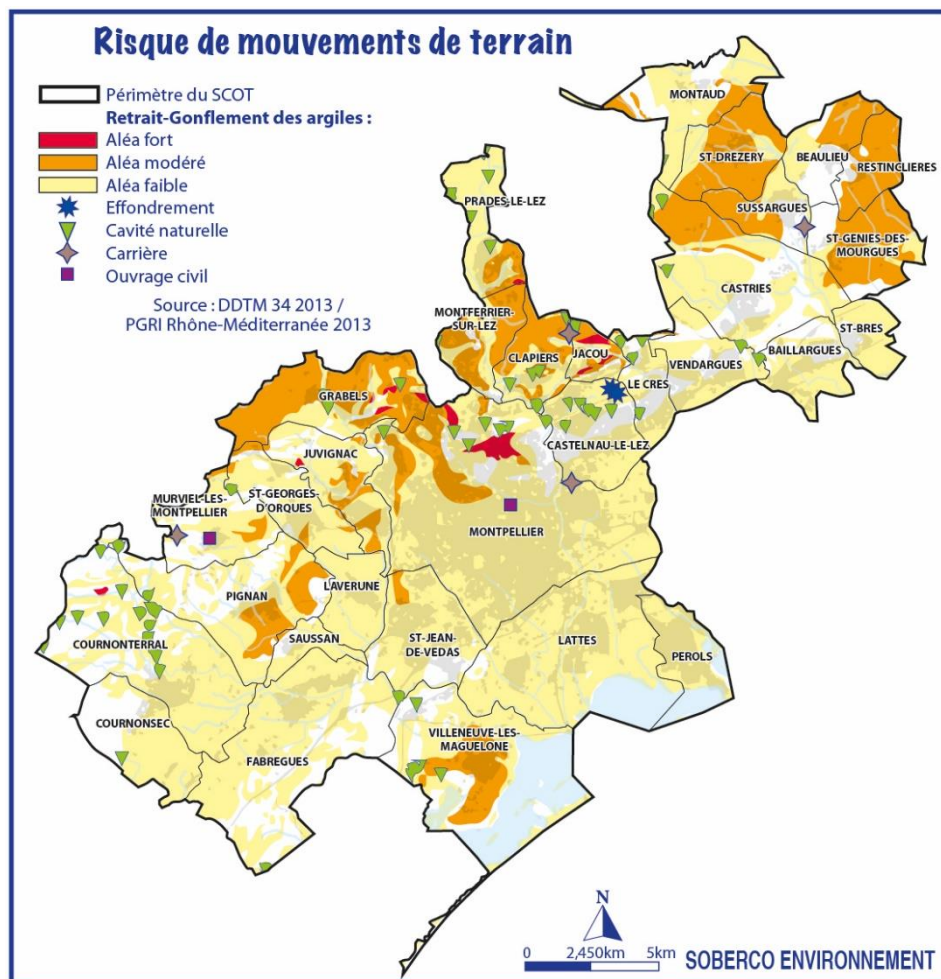 Risque de mouvements de terrain
Périmètre du SCOT
Retrait-Gonflement des argiles :
Aléa fort
Aléa modéré
Aléa faible
Effondrement
Cavité naturelle
Carrière
Ouvrage civil
Source : DDTM 34 2013 /
PGRI Rhône-Méditerranée 2013
MONTAUD
ST-DREZERY
BEAULIEU
RESTINCLIERES
SUSSARGUES
ST-GENIES-DES-
MOURGUES
PRADES-LE-LEZ
CASTRIES
MONTFERRIER-
SUR-LEZ
ST-BRES
CLAPIERS
JACOU
VENDARGUES
BAILLARGUES
LE CRES
GRABELS
CASTELNAU-LE-LEZ
JUVIGNAC
MURVIEL-LES-
MONTPELLIER
ST-GEORGES-
D'ORQUES
MONTPELLIER
PIGNAN
LAVERUNE
COURNONTERRAL
SAUSSAN
ST-JEAN-
DE-VEDAS
LATTES
PEROLS
COURNONSEC
FABREGUES
VILLENEUVE-LES-
MAGUELONE
N
0 2,450km 5km
SOBERCO ENVIRONNEMENT